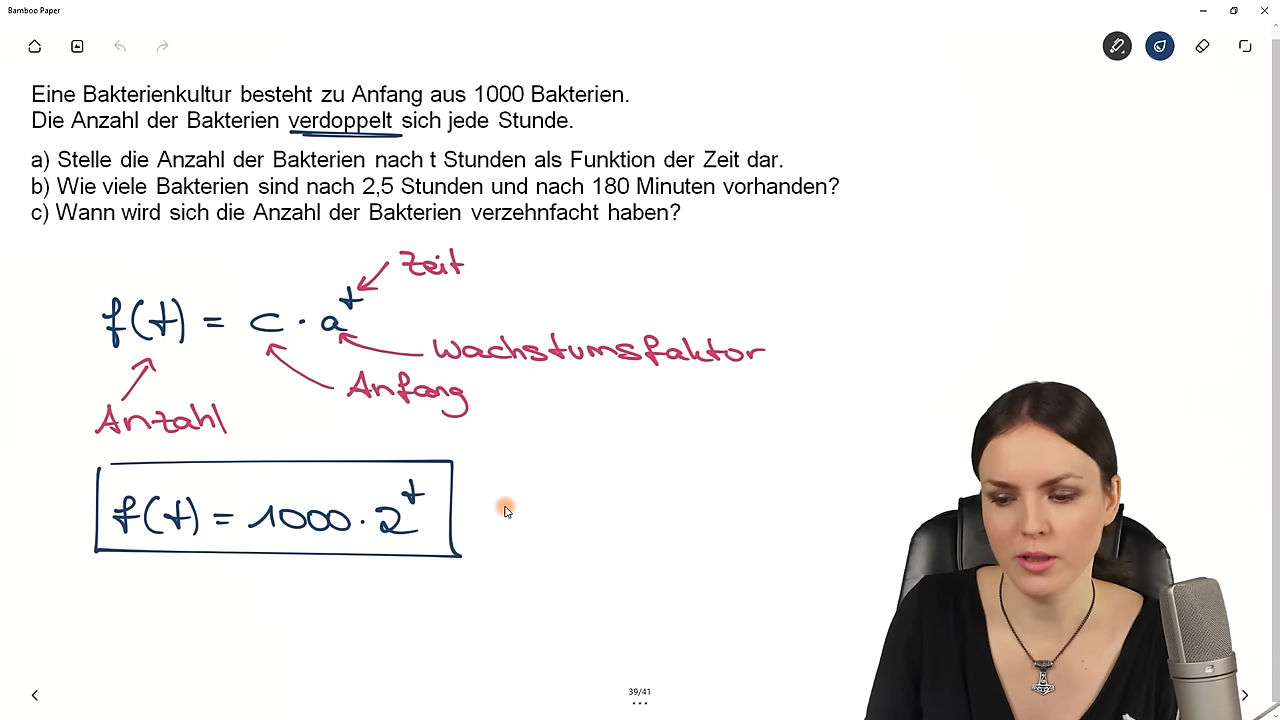 Bamboo Paper
Eine Bakterienkultur besteht zu Anfang aus 1000 Bakterien.
Die Anzahl der Bakterien verdoppelt sich jede Stunde.
a) Stelle die Anzahl der Bakterien nach t Stunden als Funktion der Zeit dar.
b) Wie viele Bakterien sind nach 2,5 Stunden und nach 180 Minuten vorhanden?
c) Wann wird sich die Anzahl der Bakterien verzehnfacht haben?
Zeit
f(t) = c · a^t
Wachstumsfaktor
Anfang
Anzahl
f(t) = 1000 · 2^t
39/41